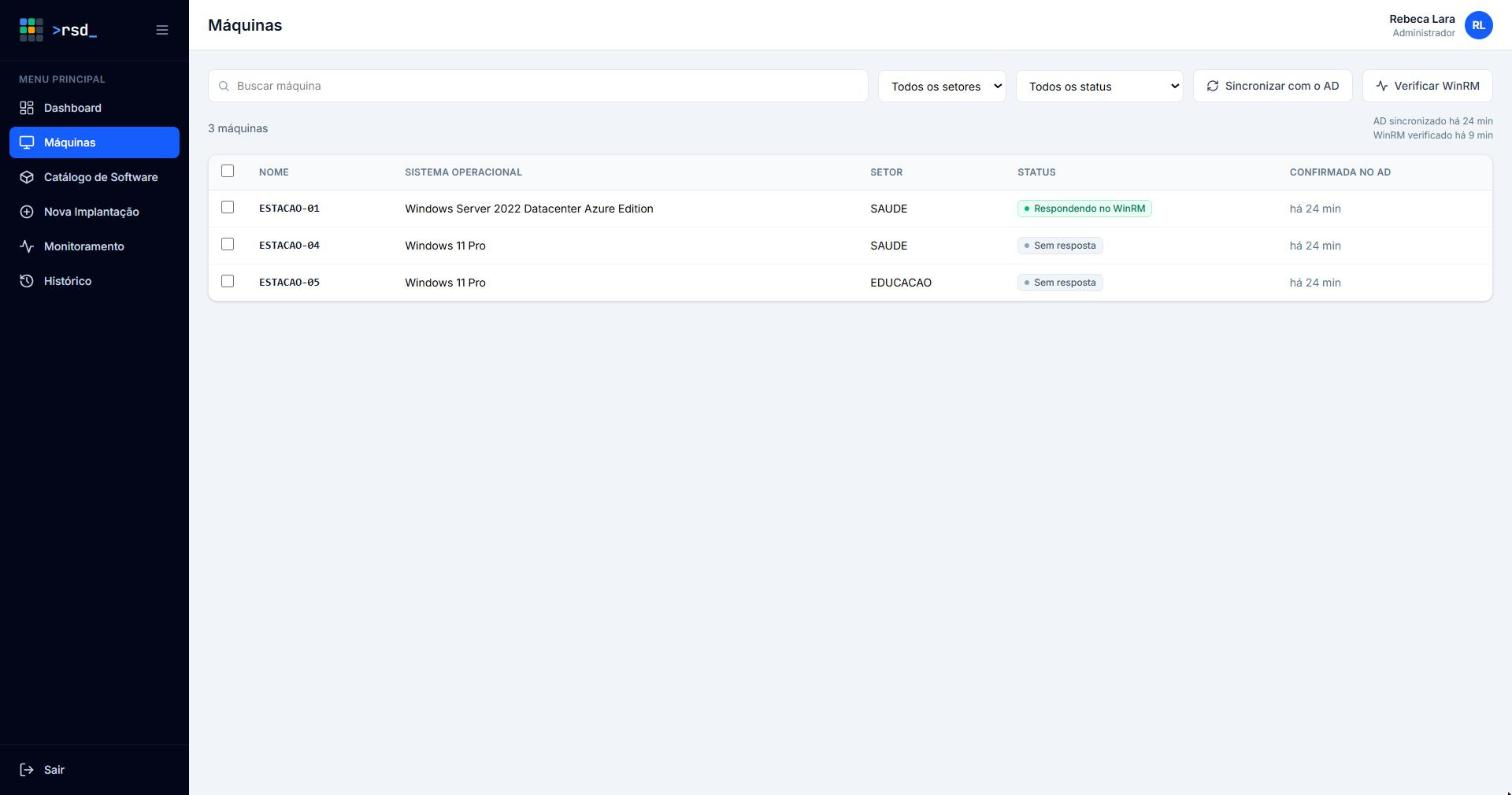 >rsd_
MENU PRINCIPAL
Dashboard
Máquinas
Catálogo de Software
Nova Implantação
Monitoramento
Histórico
Sair
Máquinas
Rebeca Lara
Administrador
RL
Buscar máquina
Todos os setores
Todos os status
Sincronizar com o AD
Verificar WinRM
3 máquinas
AD sincronizado há 24 min
WinRM verificado há 9 min
NOME SISTEMA OPERACIONAL SETOR STATUS CONFIRMADA NO AD
ESTACAO-01 Windows Server 2022 Datacenter Azure Edition SAUDE Respondendo no WinRM há 24 min
ESTACAO-04 Windows 11 Pro SAUDE Sem resposta há 24 min
ESTACAO-05 Windows 11 Pro EDUCACAO Sem resposta há 24 min